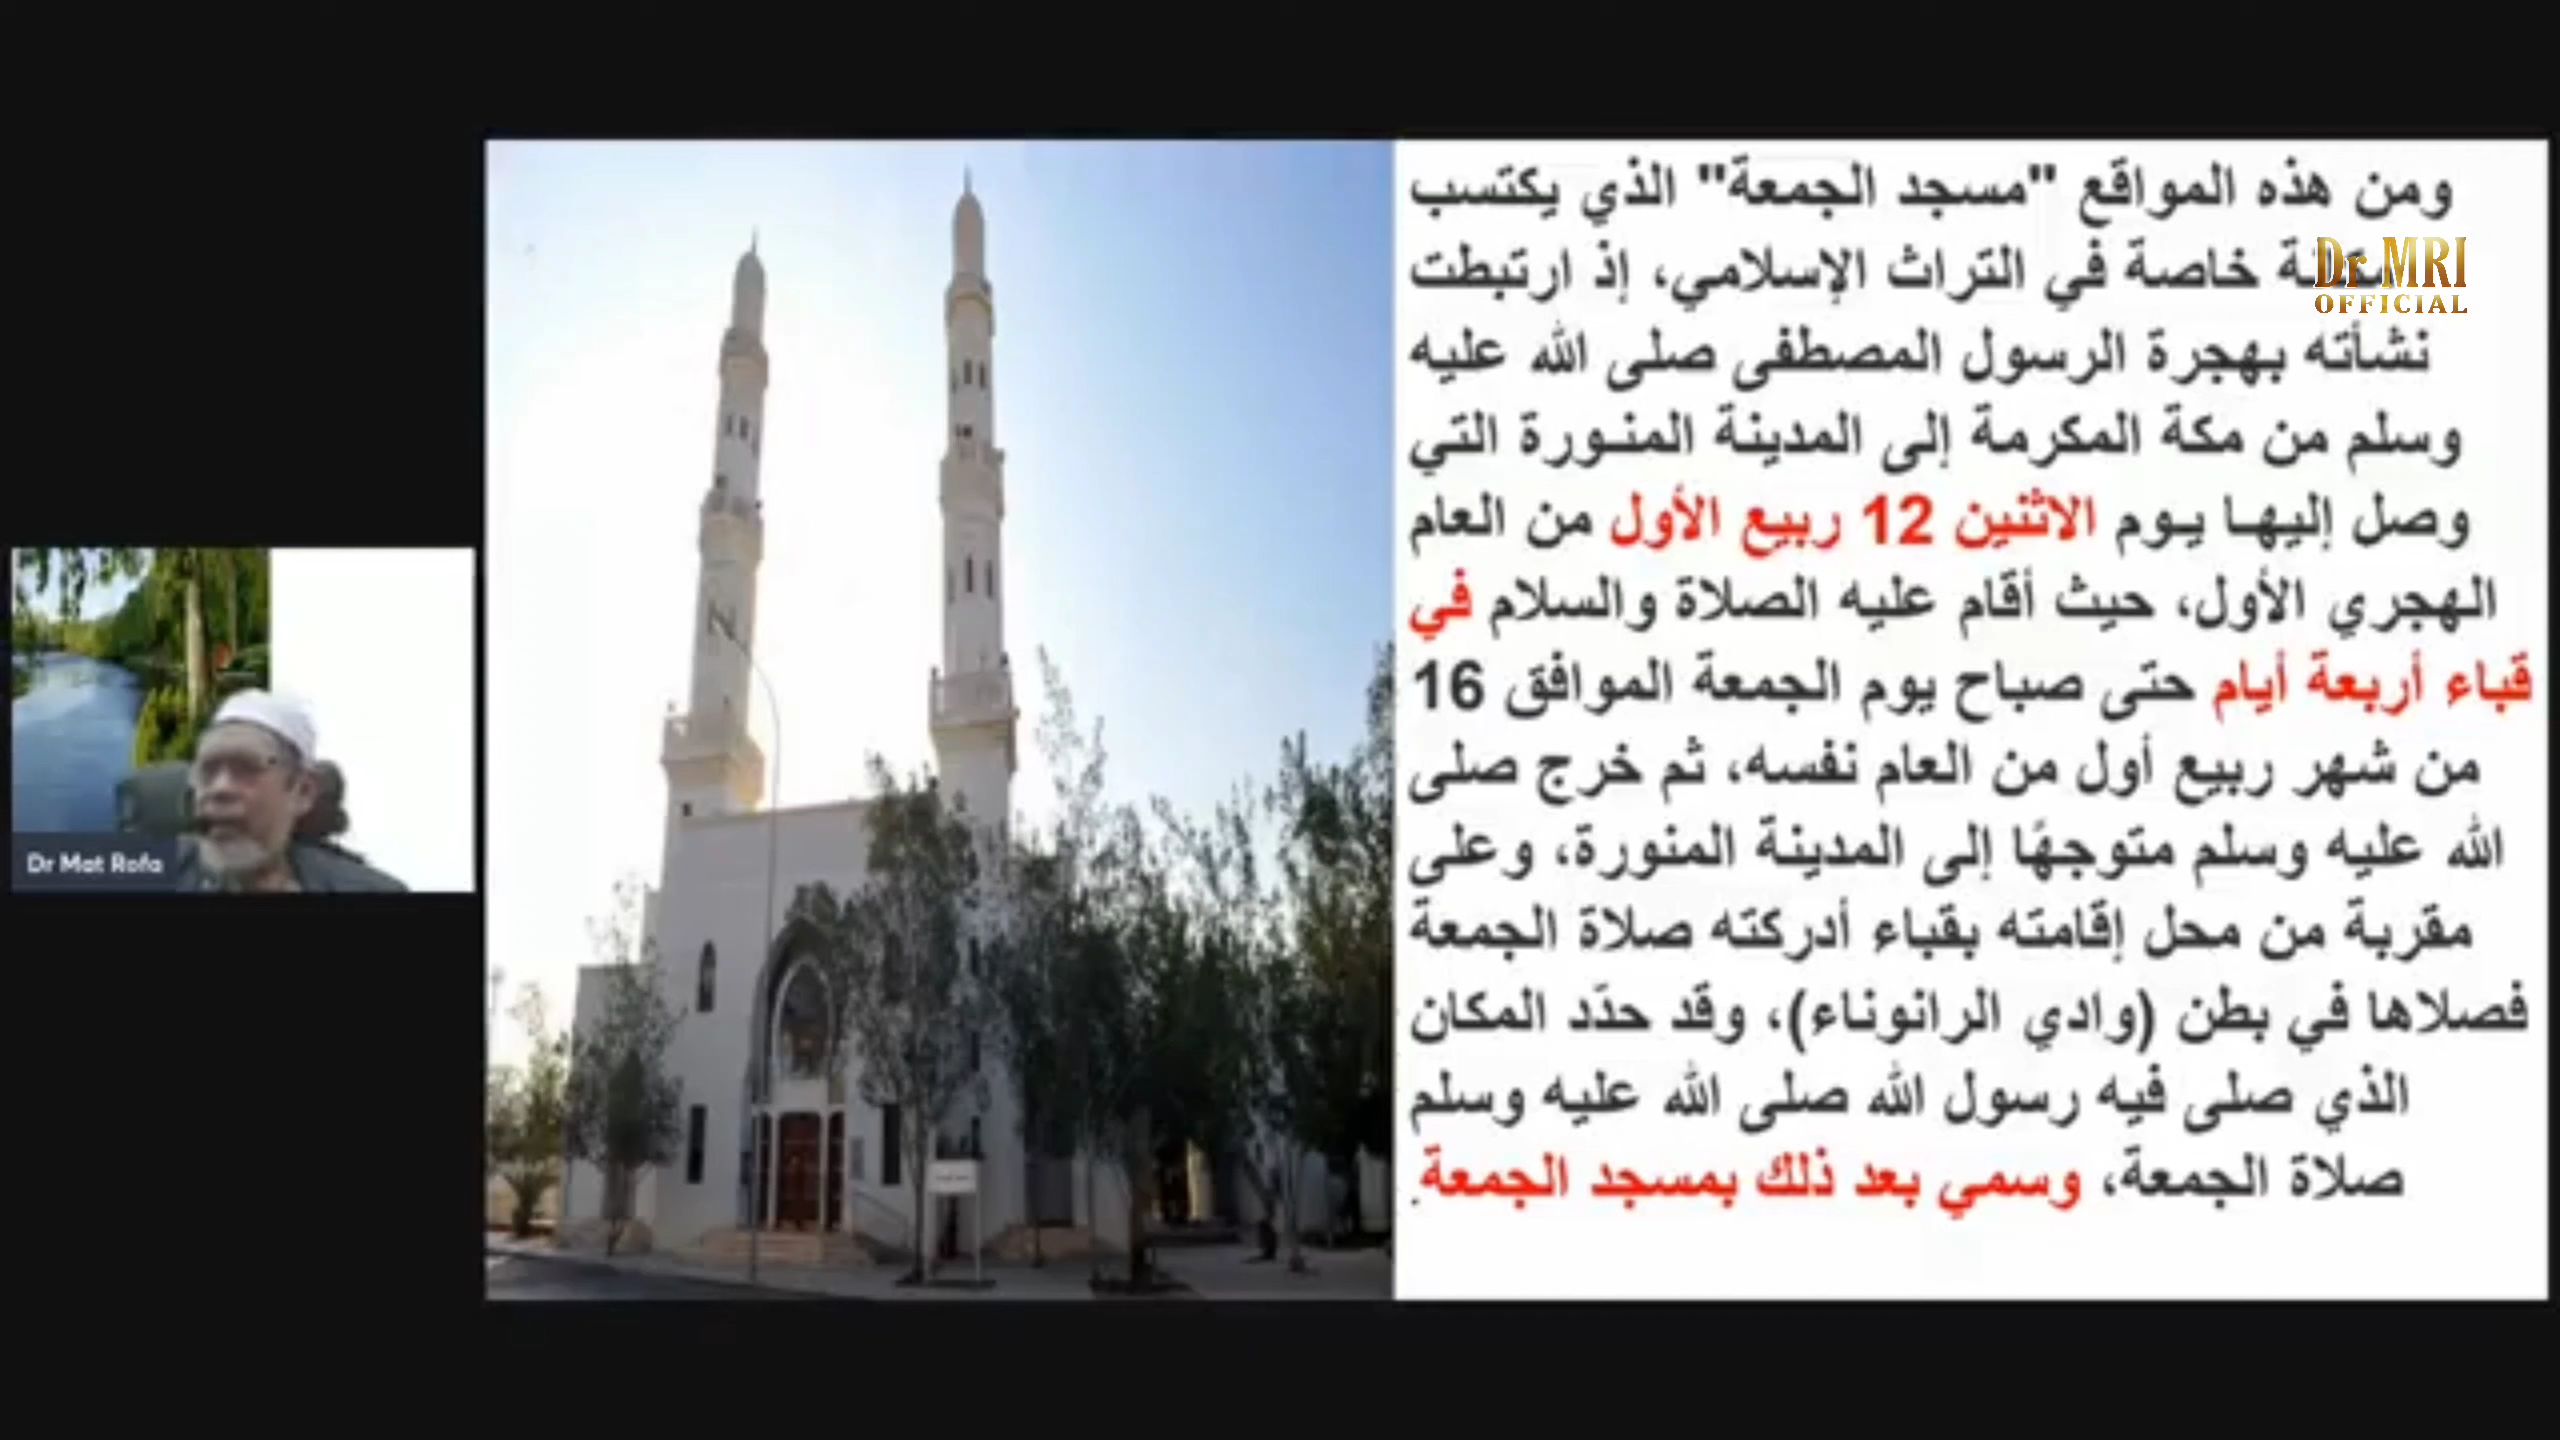 ومن هذه المواقع "مسجد الجمعة" الذي يكتسب
خاصة في التراث الإسلامي، إذ ارتبطت
نشأته بهجرة الرسول المصطفى صلى الله عليه
وسلم من مكة المكرمة إلى المدينة المنورة التي
وصل إليها يوم الاثنين 12 ربيع الأول من العام
الهجري الأول، حيث أقام عليه الصلاة والسلام في
قباء أربعة أيام حتى صباح يوم الجمعة الموافق 16
من شهر ربيع أول من العام نفسه، ثم خرج صلى
الله عليه وسلم متوجهًا إلى المدينة المنورة، وعلى
مقربة من محل إقامته بقباء أدركته صلاة الجمعة
فصلاها في بطن (وادي الرانوناء)، وقد حدّد المكان
الذي صلى فيه رسول الله صلى الله عليه وسلم
صلاة الجمعة، وسمي بعد ذلك بمسجد الجمعة.
Dr MRI
OFFICIAL
Dr Mat Rofa